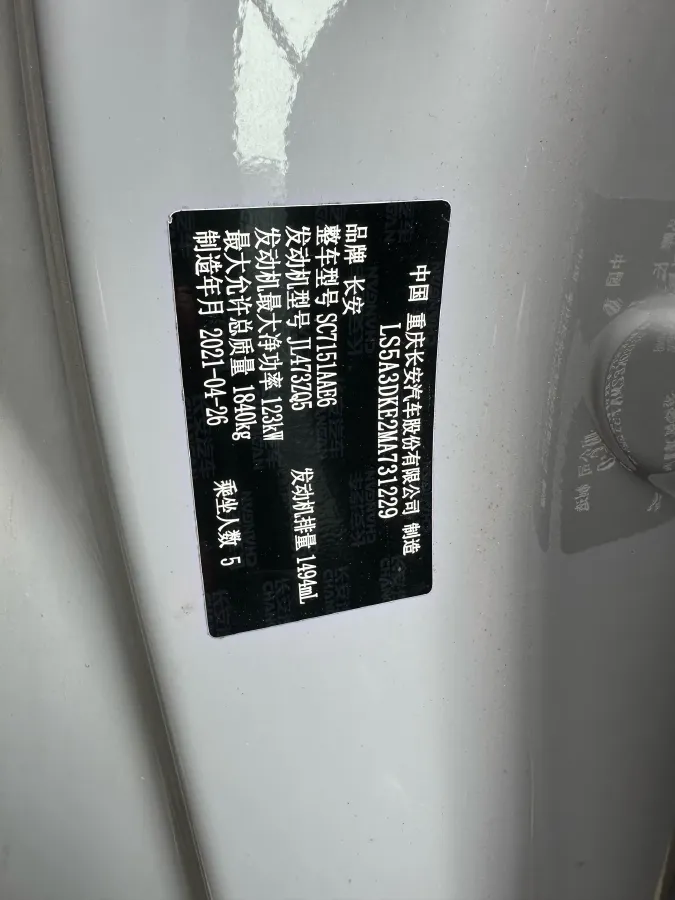 中国 重庆长安汽车股份有限公司 制造
LS5A3DKE2MA731229
品牌 长安
整车型号 SC7151AAE6
发动机型号 JL473ZQ5 发动机排量 1494mL
发动机最大净功率 123kW
最大允许总质量 1840kg
制造年月 2021-04-26 乘坐人数 5